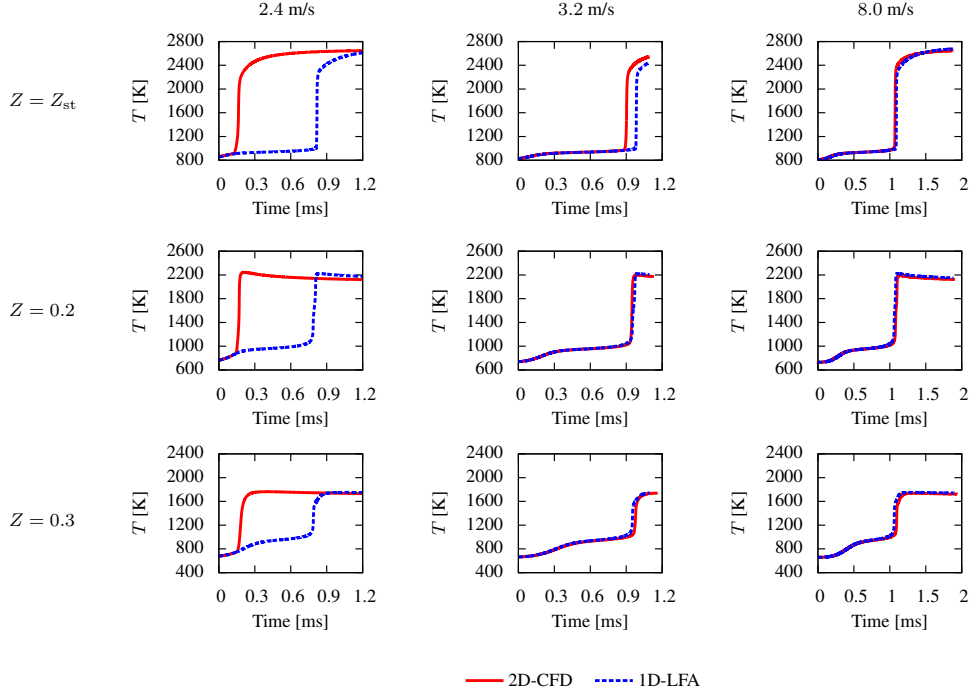 2.4 m/s 3.2 m/s 8.0 m/s
Z = Z_st
T [K] 2800 2400 2000 1600 1200 800
0 0.3 0.6 0.9 1.2
Time [ms]
T [K] 2800 2400 2000 1600 1200 800
0 0.3 0.6 0.9 1.2
Time [ms]
T [K] 2800 2400 2000 1600 1200 800
0 0.5 1 1.5 2
Time [ms]
Z = 0.2
T [K] 2600 2200 1800 1400 1000 600
0 0.3 0.6 0.9 1.2
Time [ms]
T [K] 2600 2200 1800 1400 1000 600
0 0.3 0.6 0.9 1.2
Time [ms]
T [K] 2600 2200 1800 1400 1000 600
0 0.5 1 1.5 2
Time [ms]
Z = 0.3
T [K] 2400 2000 1600 1200 800 400
0 0.3 0.6 0.9 1.2
Time [ms]
T [K] 2400 2000 1600 1200 800 400
0 0.3 0.6 0.9 1.2
Time [ms]
T [K] 2400 2000 1600 1200 800 400
0 0.5 1 1.5 2
Time [ms]
2D-CFD 1D-LFA